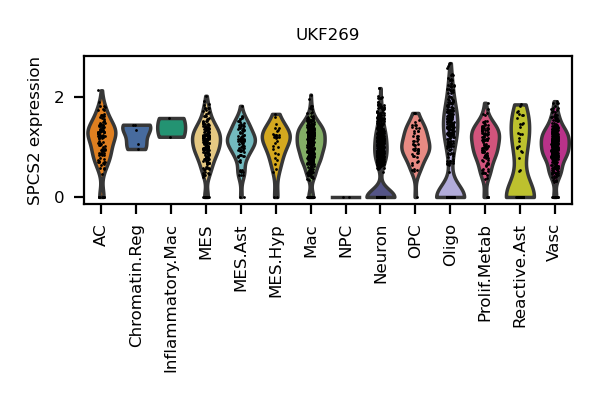 UKF269
SPCS2 expression
2
0
AC
Chromatin.Reg
Inflammatory.Mac
MES
MES.Ast
MES.Hyp
Mac
NPC
Neuron
OPC
Oligo
Prolif.Metab
Reactive.Ast
Vasc